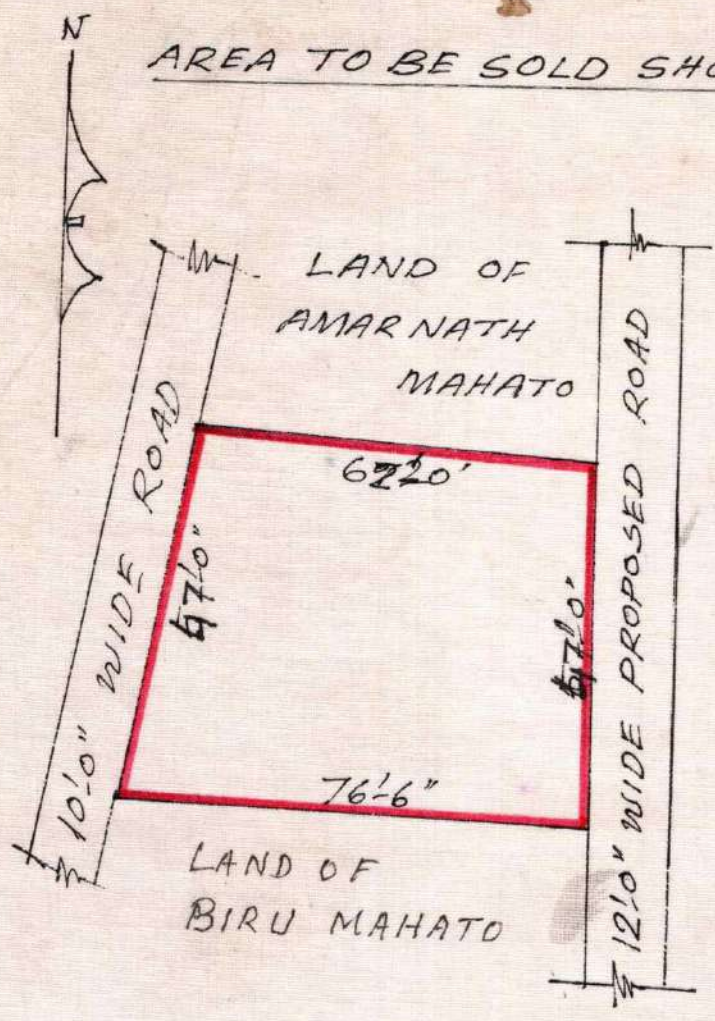 N
AREA TO BE SOLD SHO
LAND OF
AMAR NATH
MAHATO
10'-0" WIDE ROAD
76'-6"
12'-0" WIDE PROPOSED ROAD
LAND OF
BIRU MAHATO